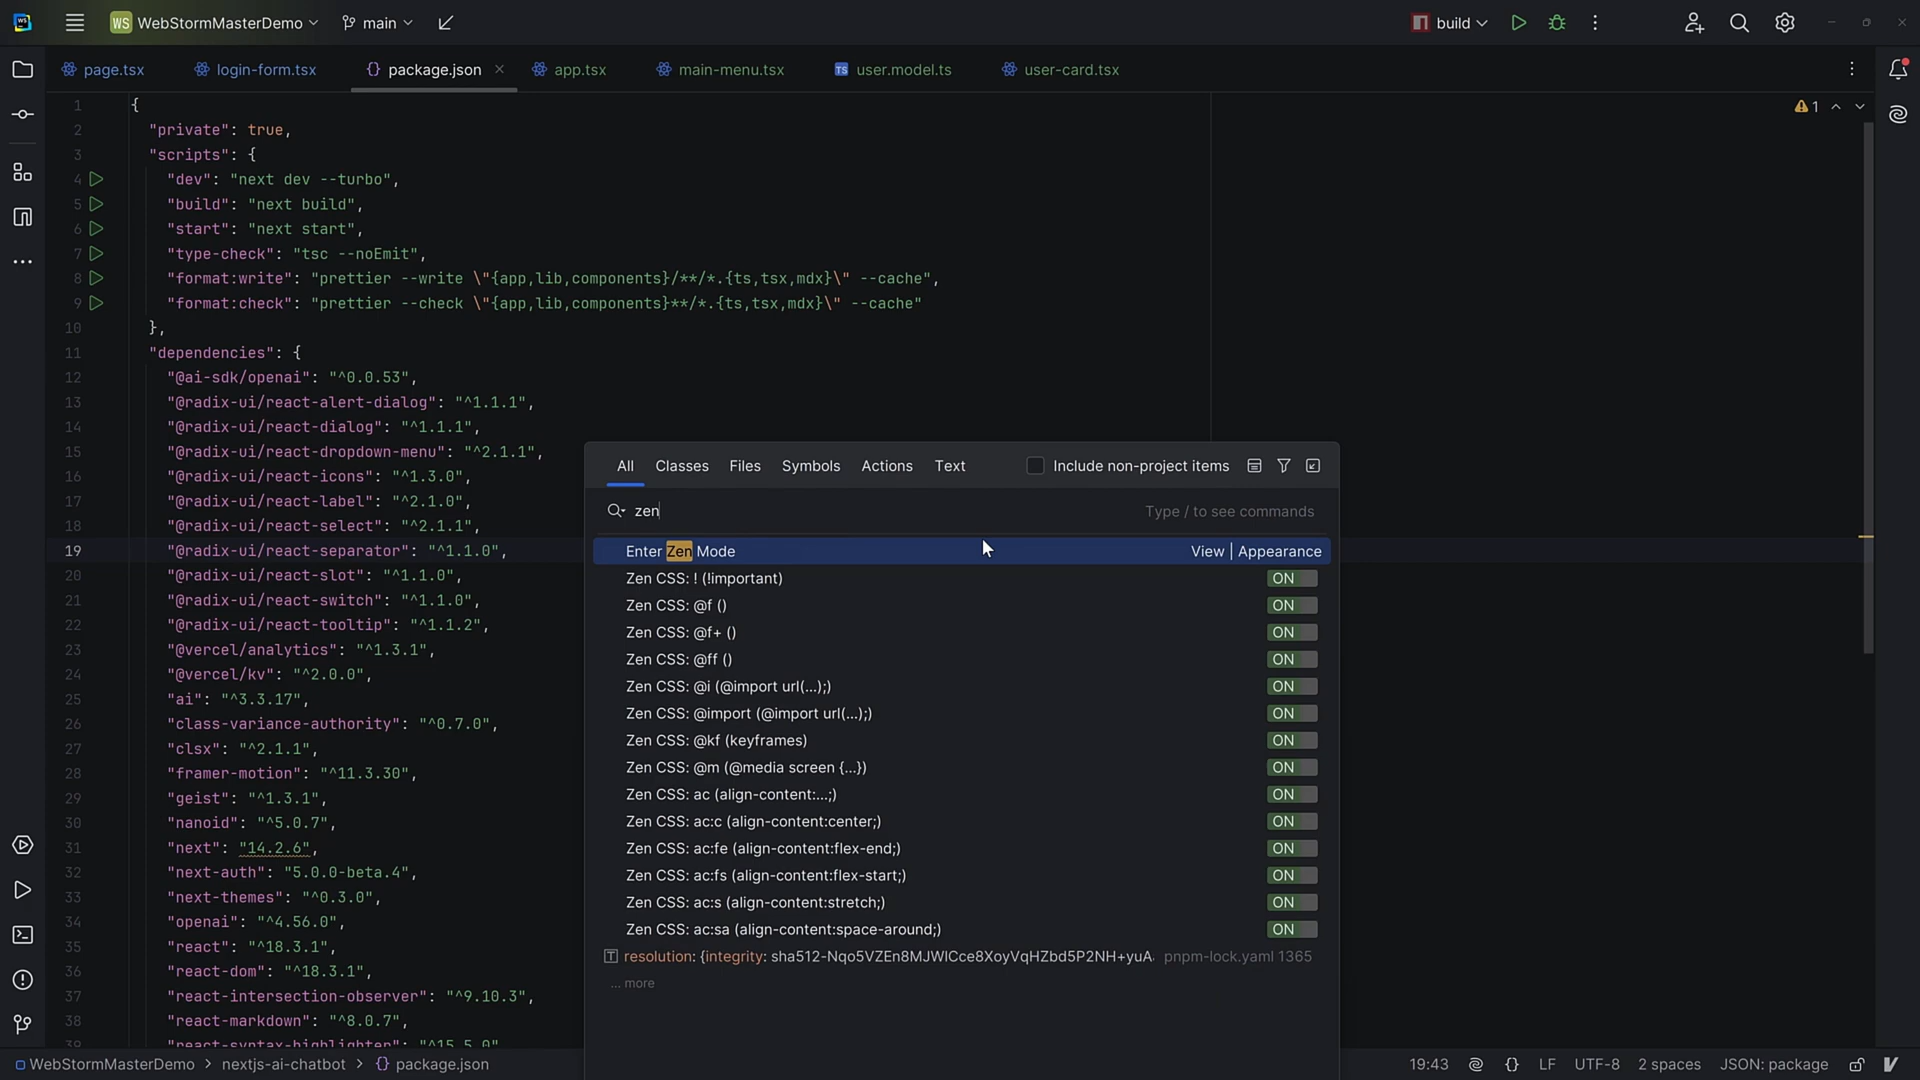 WS WebStormMasterDemo main build
page.tsx login-form.tsx {} package.json app.tsx main-menu.tsx TS user.model.ts user-card.tsx
1 {
2 "private": true,
3 "scripts": {
4 "dev": "next dev --turbo",
5 "build": "next build",
6 "start": "next start",
7 "type-check": "tsc --noEmit",
8 "format:write": "prettier --write \"{app,lib,components}/**/*.{ts,tsx,mdx}\" --cache",
9 "format:check": "prettier --check \"{app,lib,components}**/*.{ts,tsx,mdx}\" --cache"
10 },
11 "dependencies": {
12 "@ai-sdk/openai": "^0.0.53",
13 "@radix-ui/react-alert-dialog": "^1.1.1",
14 "@radix-ui/react-dialog": "^1.1.1",
15 "@radix-ui/react-dropdown-menu": "^2.1.1",
16 "@radix-ui/react-icons": "^1.3.0",
17 "@radix-ui/react-label": "^2.1.0",
18 "@radix-ui/react-select": "^2.1.1",
19 "@radix-ui/react-separator": "^1.1.0",
20 "@radix-ui/react-slot": "^1.1.0",
21 "@radix-ui/react-switch": "^1.1.0",
22 "@radix-ui/react-tooltip": "^1.1.2",
23 "@vercel/analytics": "^1.3.1",
24 "@vercel/kv": "^2.0.0",
25 "ai": "^3.3.17",
26 "class-variance-authority": "^0.7.0",
27 "clsx": "^2.1.1",
28 "framer-motion": "^11.3.30",
29 "geist": "^1.3.1",
30 "nanoid": "^5.0.7",
31 "next": "14.2.6",
32 "next-auth": "5.0.0-beta.4",
33 "next-themes": "^0.3.0",
34 "openai": "^4.56.0",
35 "react": "^18.3.1",
36 "react-dom": "^18.3.1",
37 "react-intersection-observer": "^9.10.3",
38 "react-markdown": "^8.0.7",
39 "react-syntax-highlighter": "^15.5.0"
1
All Classes Files Symbols Actions Text Include non-project items
zen Type / to see commands
Enter Zen Mode View | Appearance
Zen CSS: ! (!important) ON
Zen CSS: @f () ON
Zen CSS: @f+ () ON
Zen CSS: @ff () ON
Zen CSS: @i (@import url(...);) ON
Zen CSS: @import (@import url(...);) ON
Zen CSS: @kf (keyframes) ON
Zen CSS: @m (@media screen {...}) ON
Zen CSS: ac (align-content:...;) ON
Zen CSS: ac:c (align-content:center;) ON
Zen CSS: ac:fe (align-content:flex-end;) ON
Zen CSS: ac:fs (align-content:flex-start;) ON
Zen CSS: ac:s (align-content:stretch;) ON
Zen CSS: ac:sa (align-content:space-around;) ON
resolution: {integrity: pnpm-lock.yaml 1365
... more
WebStormMasterDemo > nextjs-ai-chatbot > {} package.json 19:43 {} LF UTF-8 2 spaces JSON: package